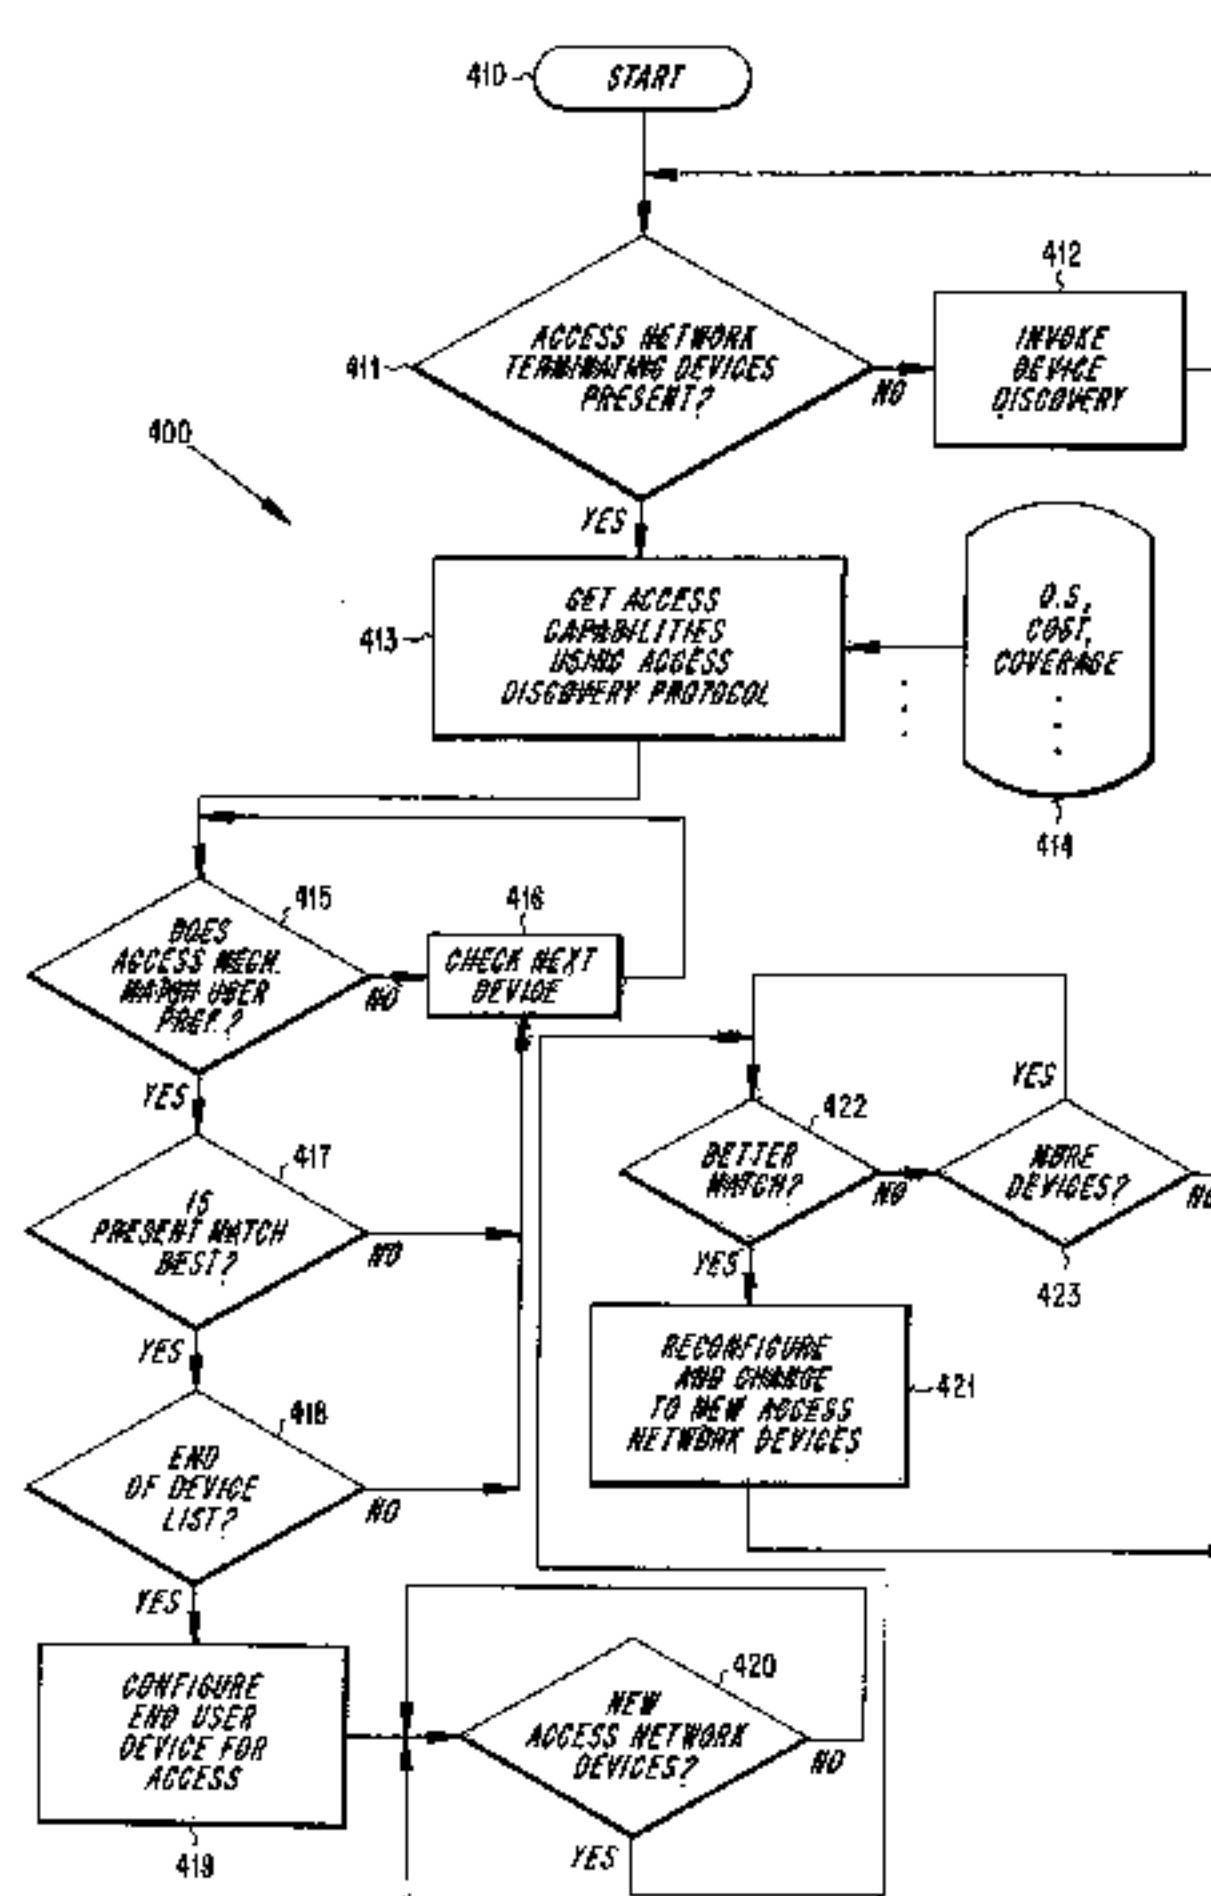 410
START
412
ACCESS NETWORK
TERMINATING DEVICES
PRESENT?
411
NO
INVOKE
DEVICE
DISCOVERY
400
YES
GET ACCESS
CAPABILITIES
USING ACCESS
DISCOVERY PROTOCOL
413
O.S,
COST,
COVERAGE
414
415
DOES
ACCESS MECH.
MATCH USER
PREF.?
NO
416
CHECK NEXT
DEVICE
YES
417
IS
PRESENT MATCH
BEST?
NO
YES
418
END
OF DEVICE
LIST?
NO
YES
422
BETTER
MATCH?
NO
YES
MORE
DEVICES?
NO
423
YES
RECONFIGURE
AND CHANGE
TO NEW ACCESS
NETWORK DEVICES
421
CONFIGURE
END USER
DEVICE FOR
ACCESS
419
420
NEW
ACCESS NETWORK
DEVICES?
NO
YES